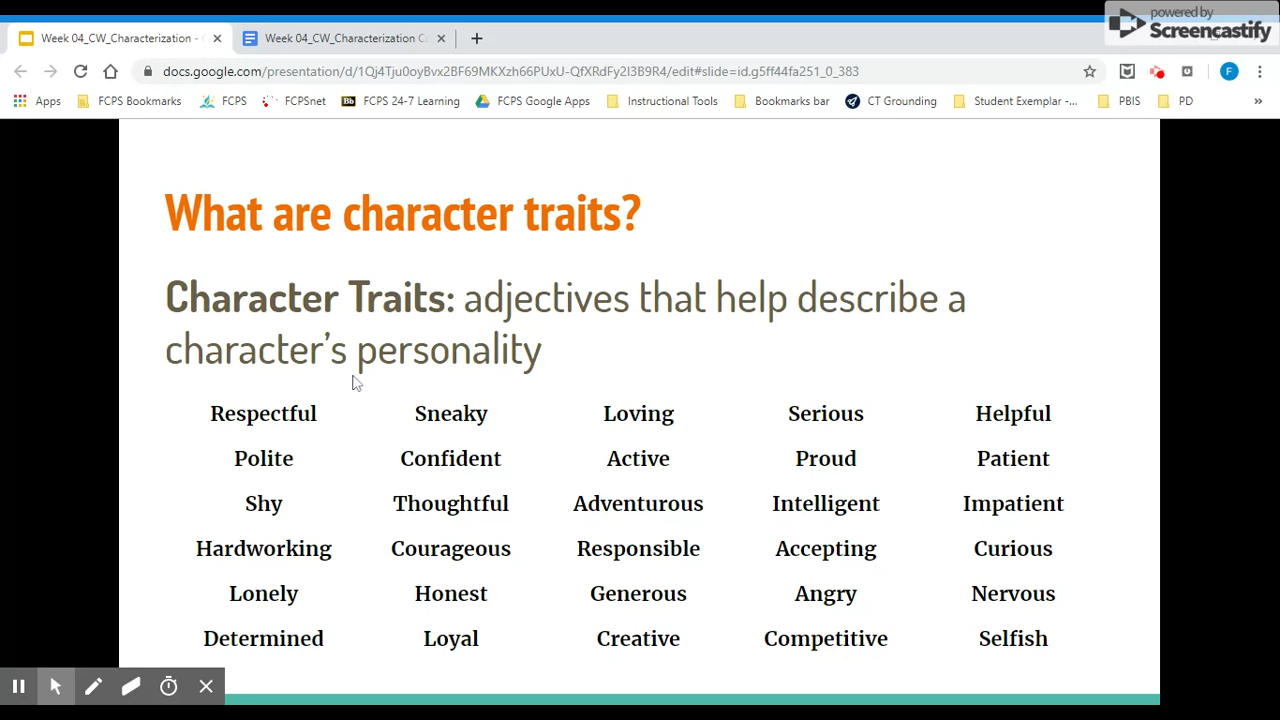 powered by
Screencastify
Week 04_CW_Characterization -
Week 04_CW_Characterization
docs.google.com/presentation/d/1Qj4Tju0oyBvx2BF69MKXzh66PUxU-QfXRdFy2I3B9R4/edit#slide=id.g5ff44fa251_0_383
F
Apps FCPS Bookmarks FCPS FCPSnet Bb FCPS 24-7 Learning FCPS Google Apps Instructional Tools Bookmarks bar CT Grounding Student Exemplar -... PBIS PD »
What are character traits?
Character Traits: adjectives that help describe a
character’s personality
Respectful Sneaky Loving Serious Helpful
Polite Confident Active Proud Patient
Shy Thoughtful Adventurous Intelligent Impatient
Hardworking Courageous Responsible Accepting Curious
Lonely Honest Generous Angry Nervous
Determined Loyal Creative Competitive Selfish